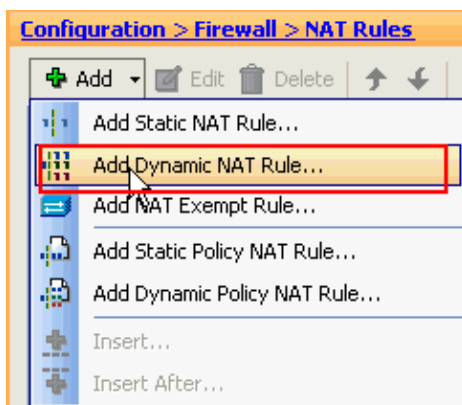 Configuration > Firewall > NAT Rules
Add Edit Delete
Add Static NAT Rule...
Add Dynamic NAT Rule...
Add NAT Exempt Rule...
Add Static Policy NAT Rule...
Add Dynamic Policy NAT Rule...
Insert...
Insert After...